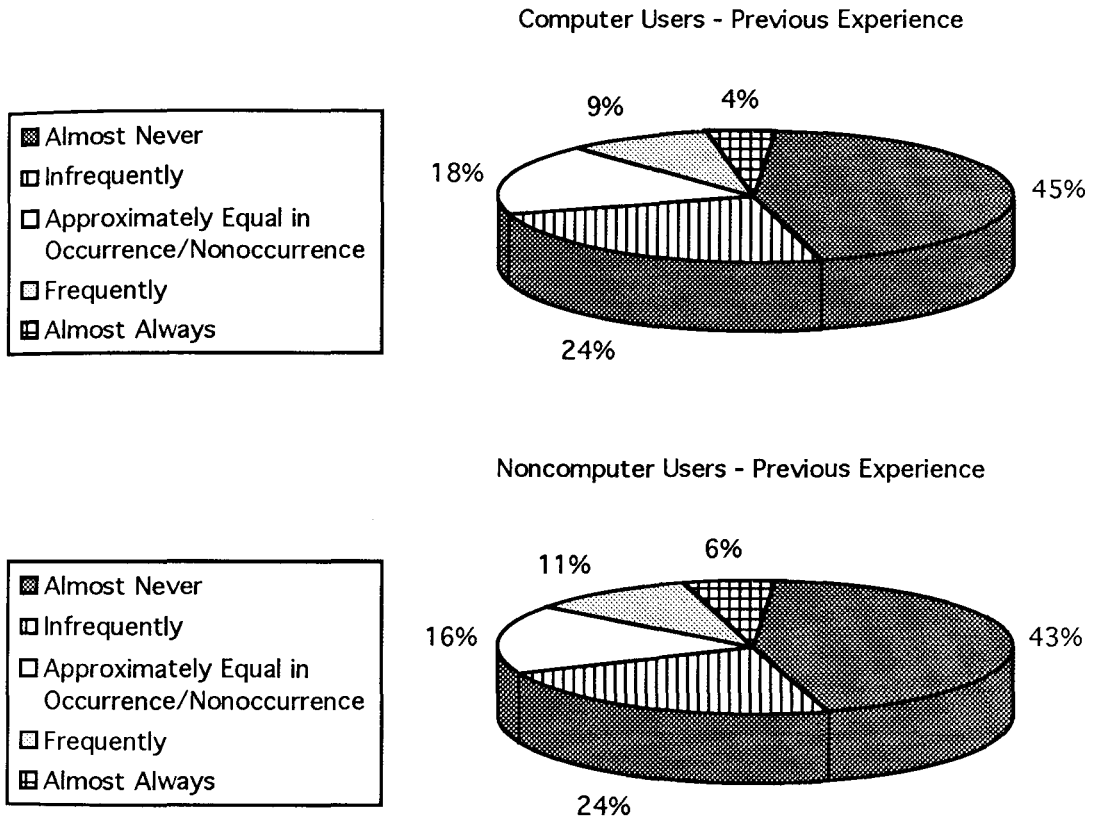 Computer Users - Previous Experience
9%
4%
Almost Never
Infrequently
Approximately Equal in
Occurrence/Nonoccurrence
Frequently
Almost Always
18%
45%
24%
Noncomputer Users - Previous Experience
11%
6%
Almost Never
Infrequently
Approximately Equal in
Occurrence/Nonoccurrence
Frequently
Almost Always
16%
43%
24%